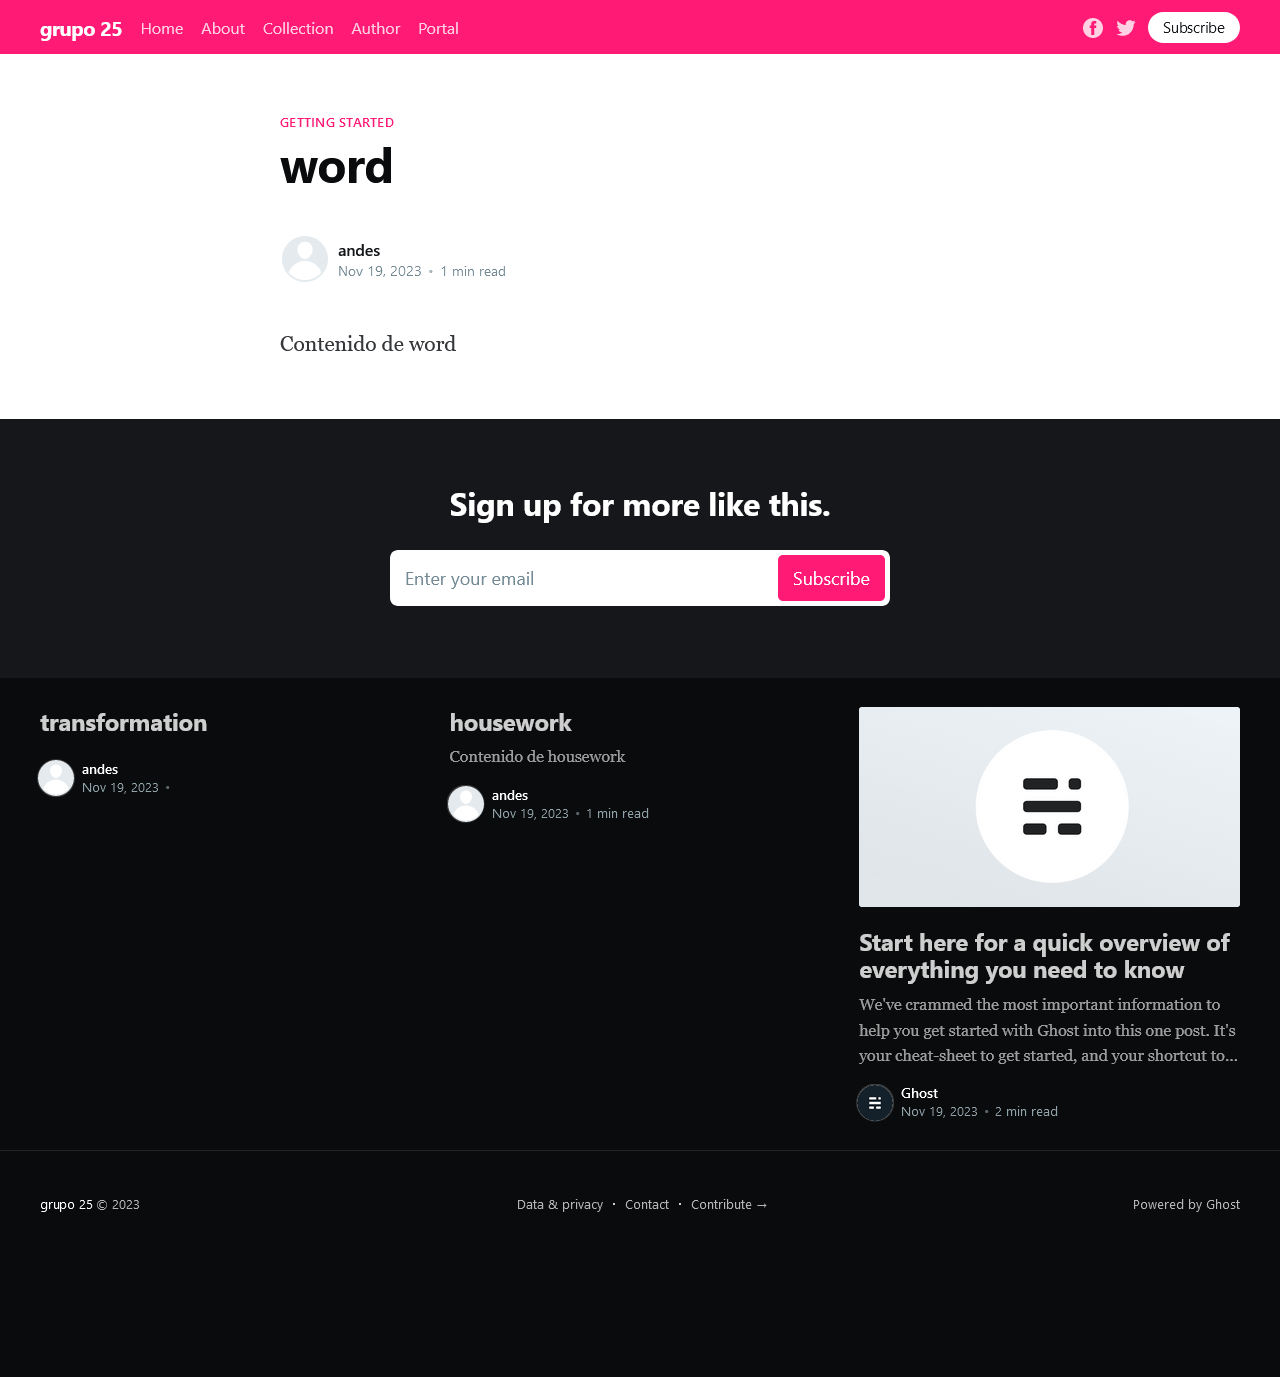 grupo 25 Home About Collection Author Portal Subscribe
GETTING STARTED
word
andes
Nov 19, 2023 • 1 min read
Contenido de word
Sign up for more like this.
Enter your email Subscribe
transformation
andes
Nov 19, 2023 •
housework
Contenido de housework
andes
Nov 19, 2023 • 1 min read
Start here for a quick overview of
everything you need to know
We've crammed the most important information to
help you get started with Ghost into this one post. It's
your cheat-sheet to get started, and your shortcut to…
Ghost
Nov 19, 2023 • 2 min read
grupo 25 © 2023 Data & privacy • Contact • Contribute → Powered by Ghost